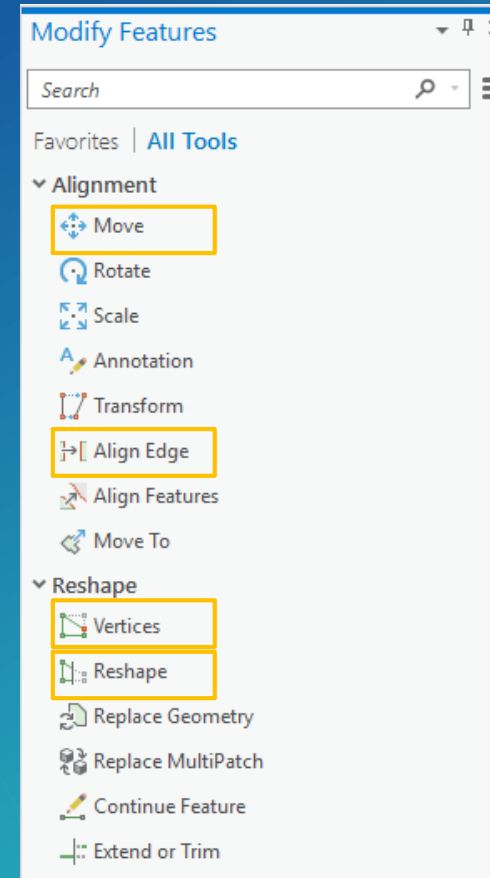 Modify Features
Search
Favorites | All Tools
Alignment
Move
Rotate
Scale
Annotation
Transform
Align Edge
Align Features
Move To
Reshape
Vertices
Reshape
Replace Geometry
Replace MultiPatch
Continue Feature
Extend or Trim